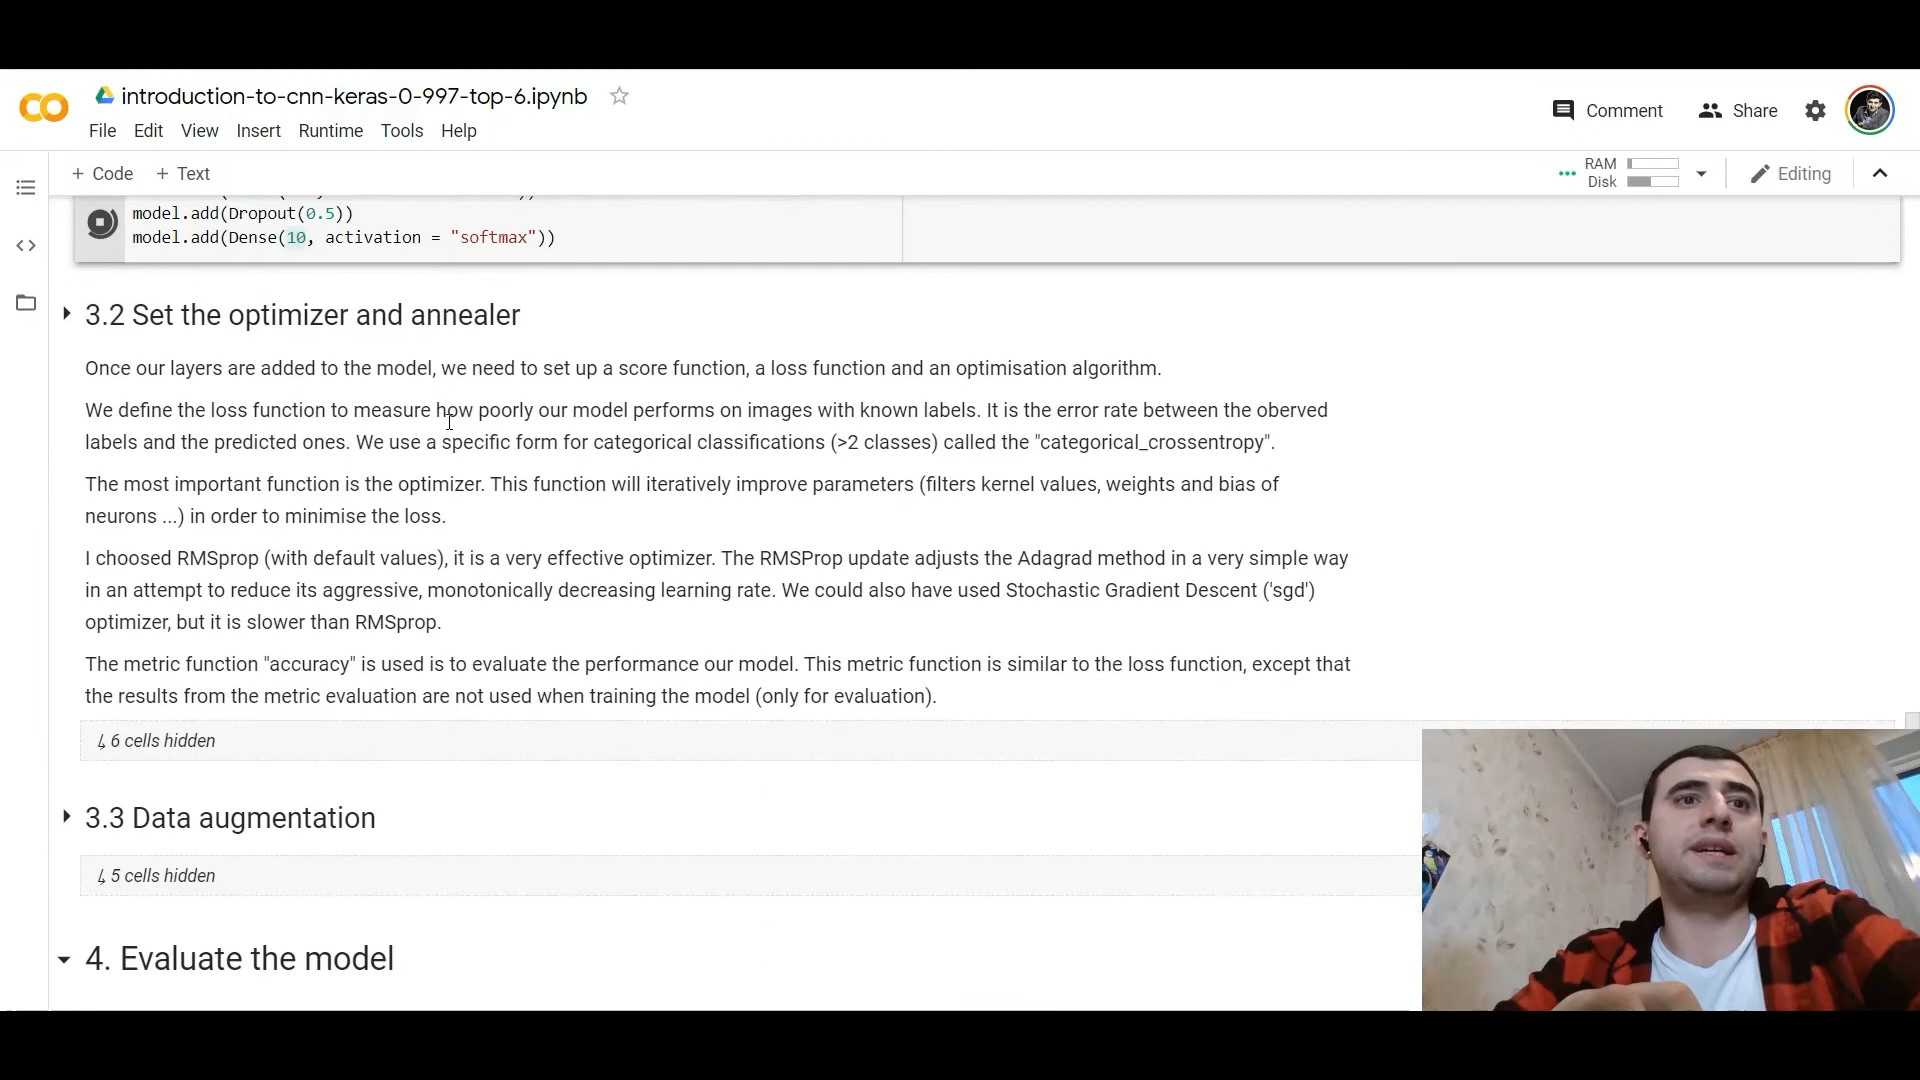 introduction-to-cnn-keras-0-997-top-6.ipynb
File Edit View Insert Runtime Tools Help
Comment
Share
+ Code + Text
RAM
Disk
Editing
model.add(Dropout(0.5))
model.add(Dense(10, activation = "softmax"))
3.2 Set the optimizer and annealer
Once our layers are added to the model, we need to set up a score function, a loss function and an optimisation algorithm.
We define the loss function to measure how poorly our model performs on images with known labels. It is the error rate between the oberved
labels and the predicted ones. We use a specific form for categorical classifications (>2 classes) called the "categorical_crossentropy".
The most important function is the optimizer. This function will iteratively improve parameters (filters kernel values, weights and bias of
neurons ...) in order to minimise the loss.
I choosed RMSprop (with default values), it is a very effective optimizer. The RMSProp update adjusts the Adagrad method in a very simple way
in an attempt to reduce its aggressive, monotonically decreasing learning rate. We could also have used Stochastic Gradient Descent ('sgd')
optimizer, but it is slower than RMSprop.
The metric function "accuracy" is used is to evaluate the performance our model. This metric function is similar to the loss function, except that
the results from the metric evaluation are not used when training the model (only for evaluation).
↳ 6 cells hidden
3.3 Data augmentation
↳ 5 cells hidden
4. Evaluate the model